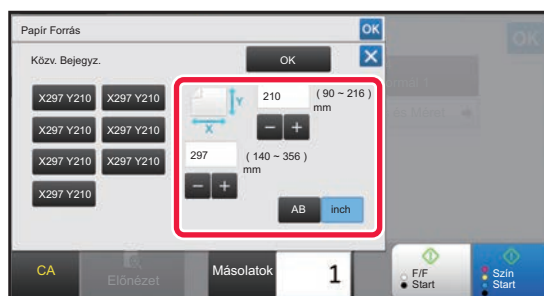 Papír Forrás
OK
OK
Közv. Bejegyz.
OK
X297 Y210
X297 Y210
X297 Y210
X297 Y210
X297 Y210
X297 Y210
X297 Y210
Y
X
210
( 90 ~ 216 )
mm
297
( 140 ~ 356 )
mm
AB
inch
CA
Előnézet
Másolatok
1
F/F
Start
Szín
Start